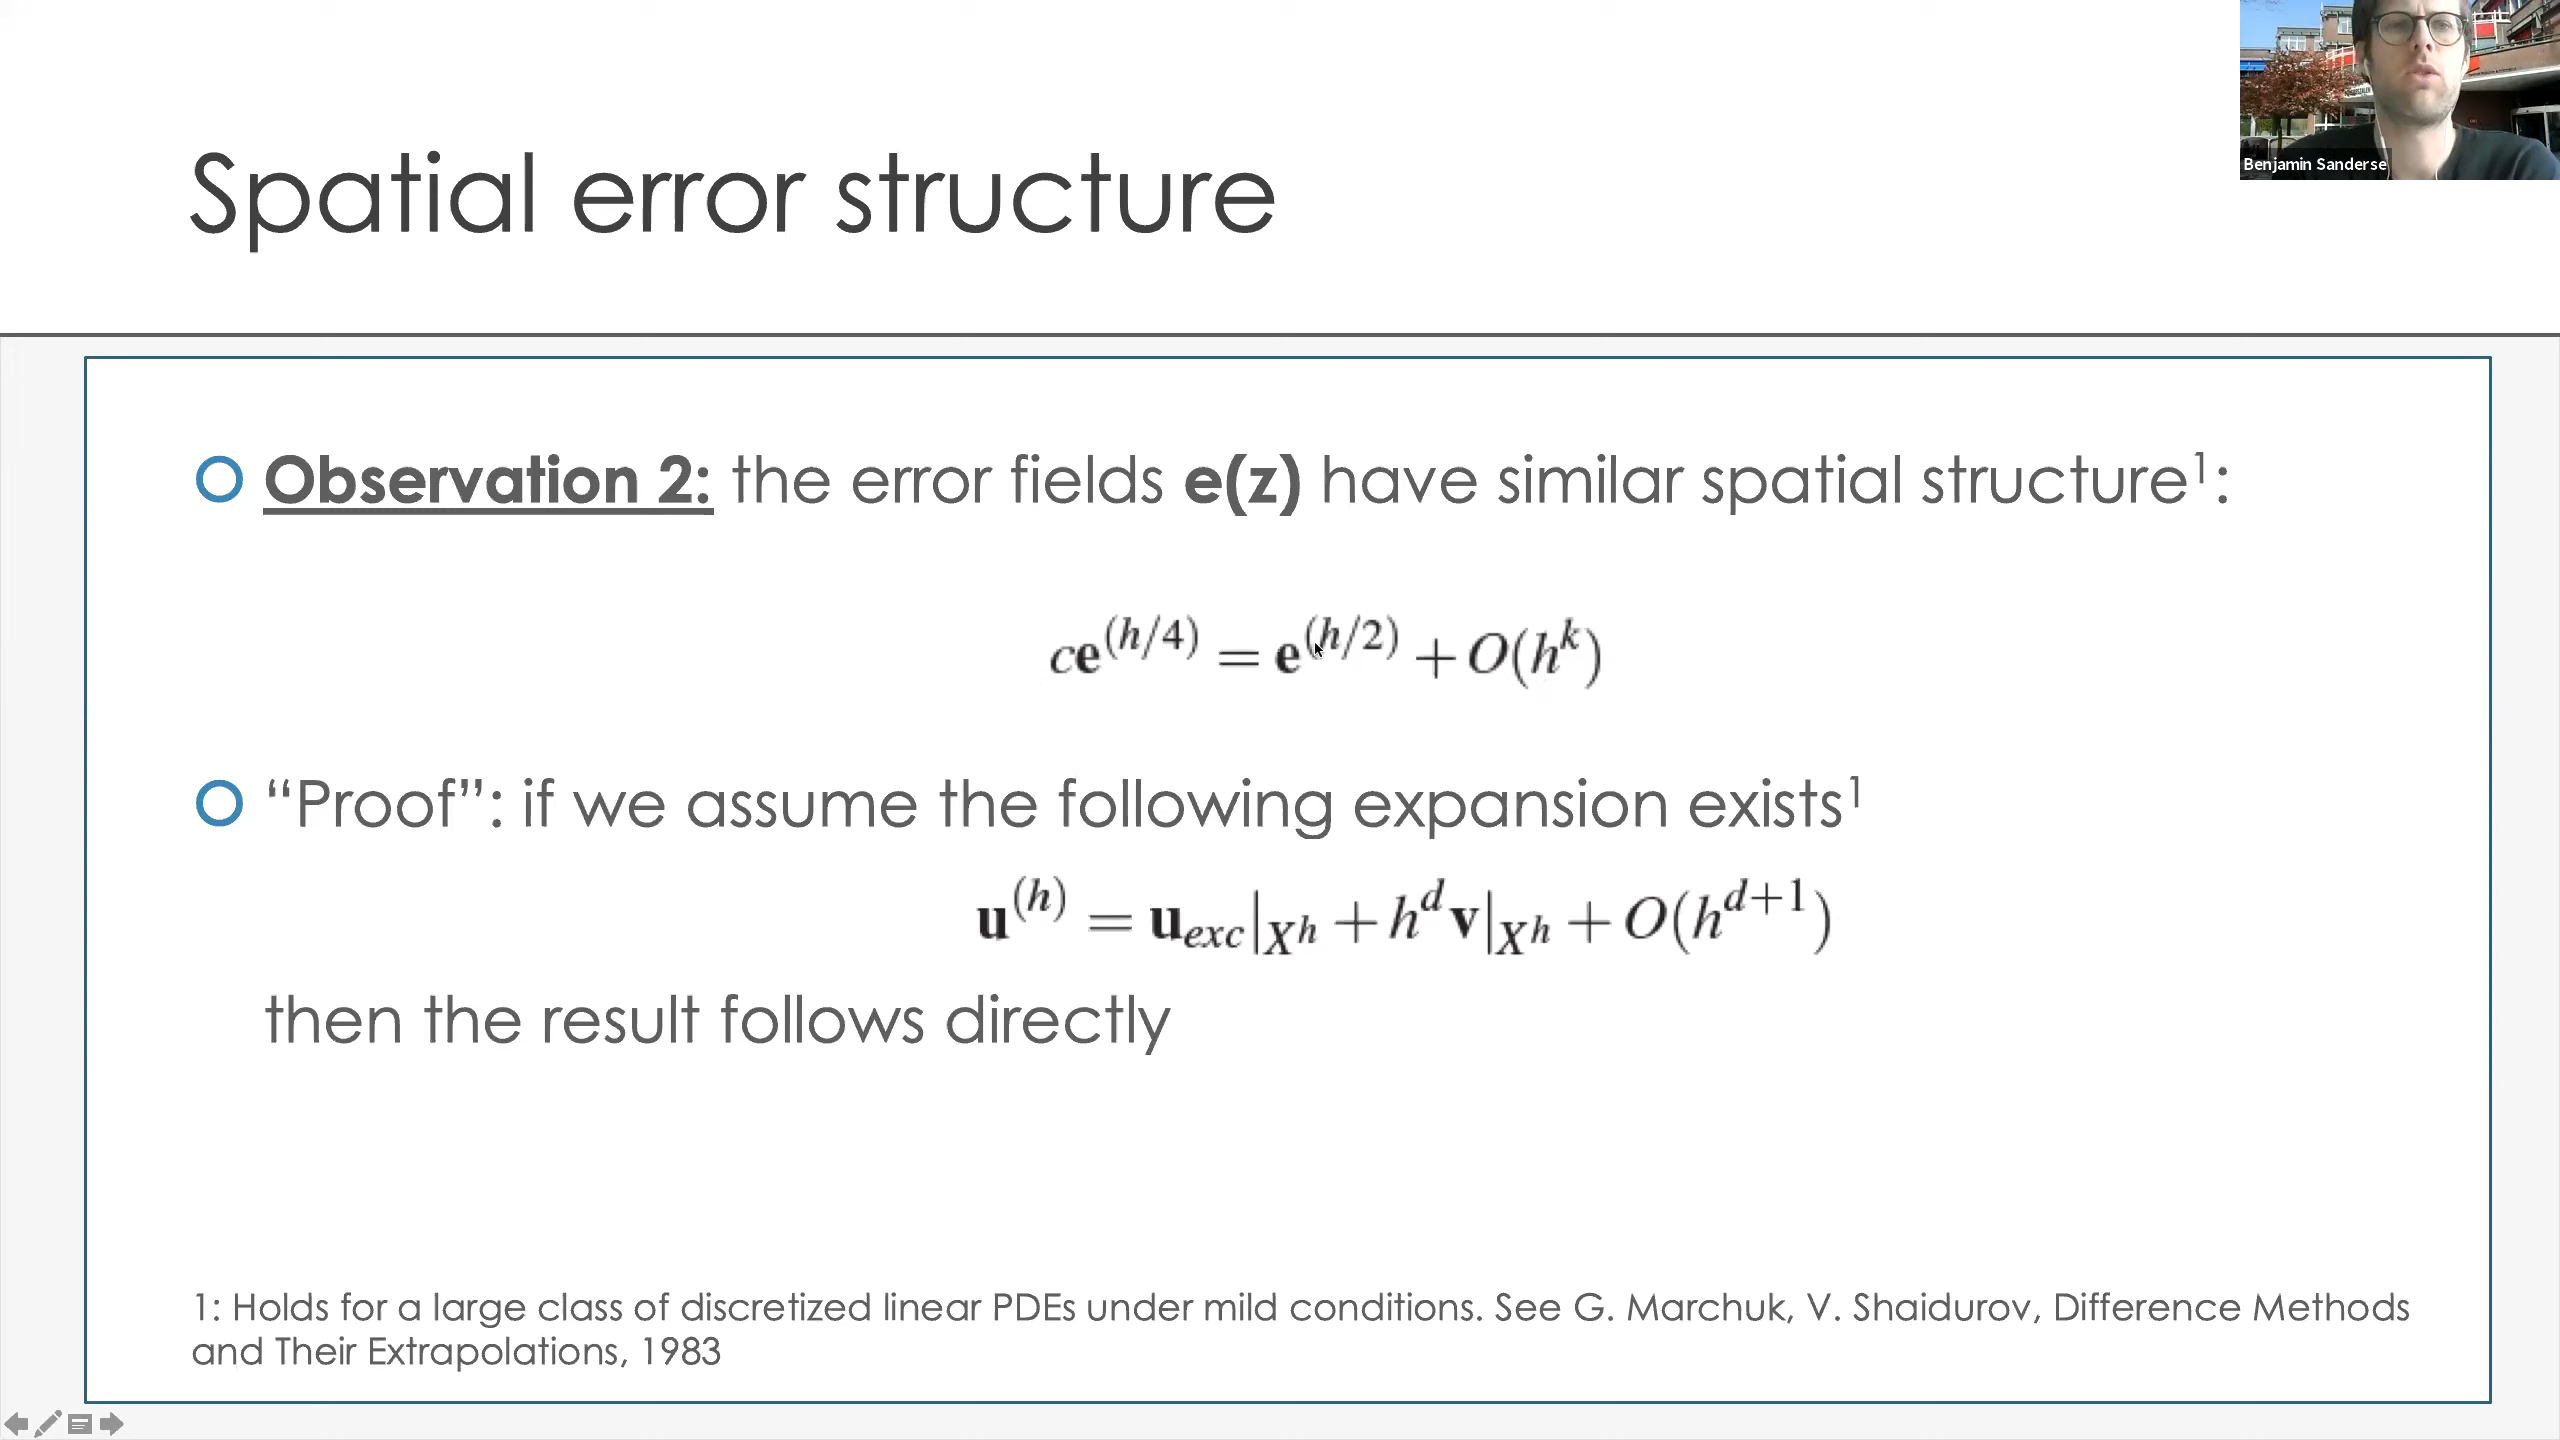 Benjamin Sanderse
Spatial error structure
Observation 2: the error fields e(z) have similar spatial structure¹:
ce^(h/4) = e^(h/2) + O(h^k)
“Proof”: if we assume the following expansion exists¹
u^(h) = u_exc|_X^h + h^d v|_X^h + O(h^{d+1})
then the result follows directly
1: Holds for a large class of discretized linear PDEs under mild conditions. See G. Marchuk, V. Shaidurov, Difference Methods
and Their Extrapolations, 1983